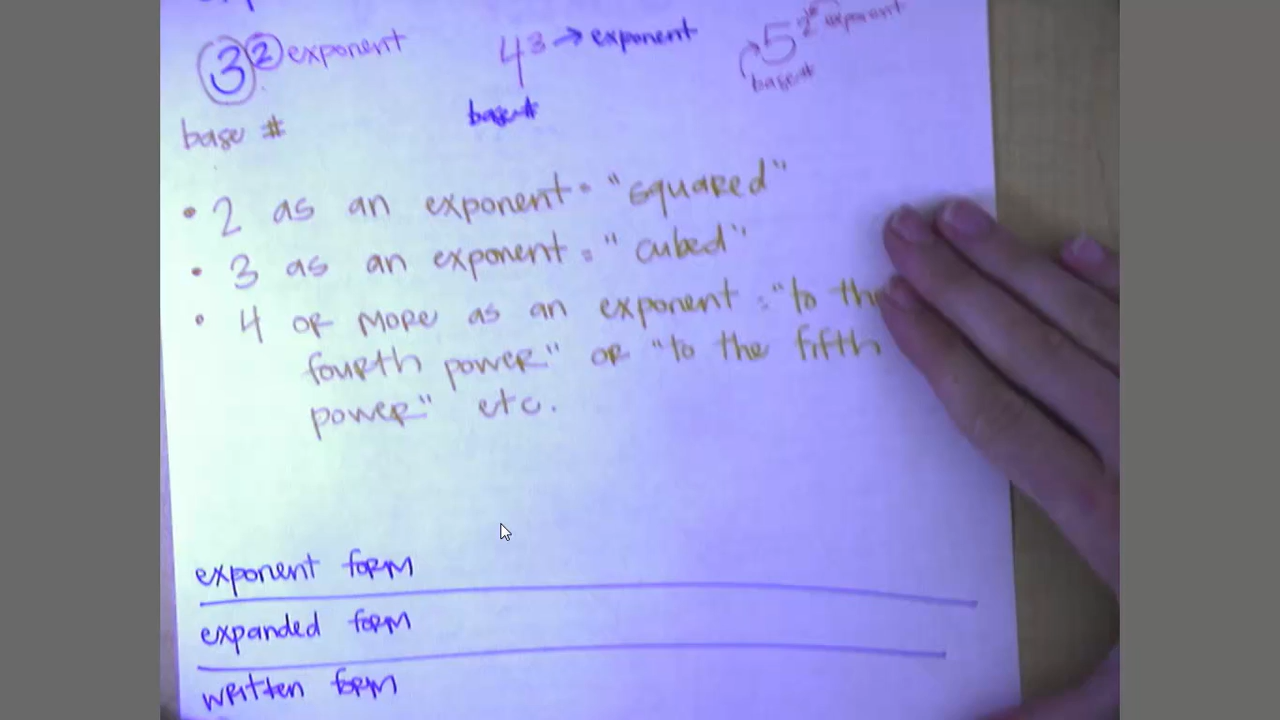 3² exponent 4³ → exponent 5² exponent
base # base# base#
• 2 as an exponent = "squared"
• 3 as an exponent = "cubed"
• 4 or more as an exponent = "to the
fourth power" or "to the fifth
power" etc.
exponent form
expanded form
written form